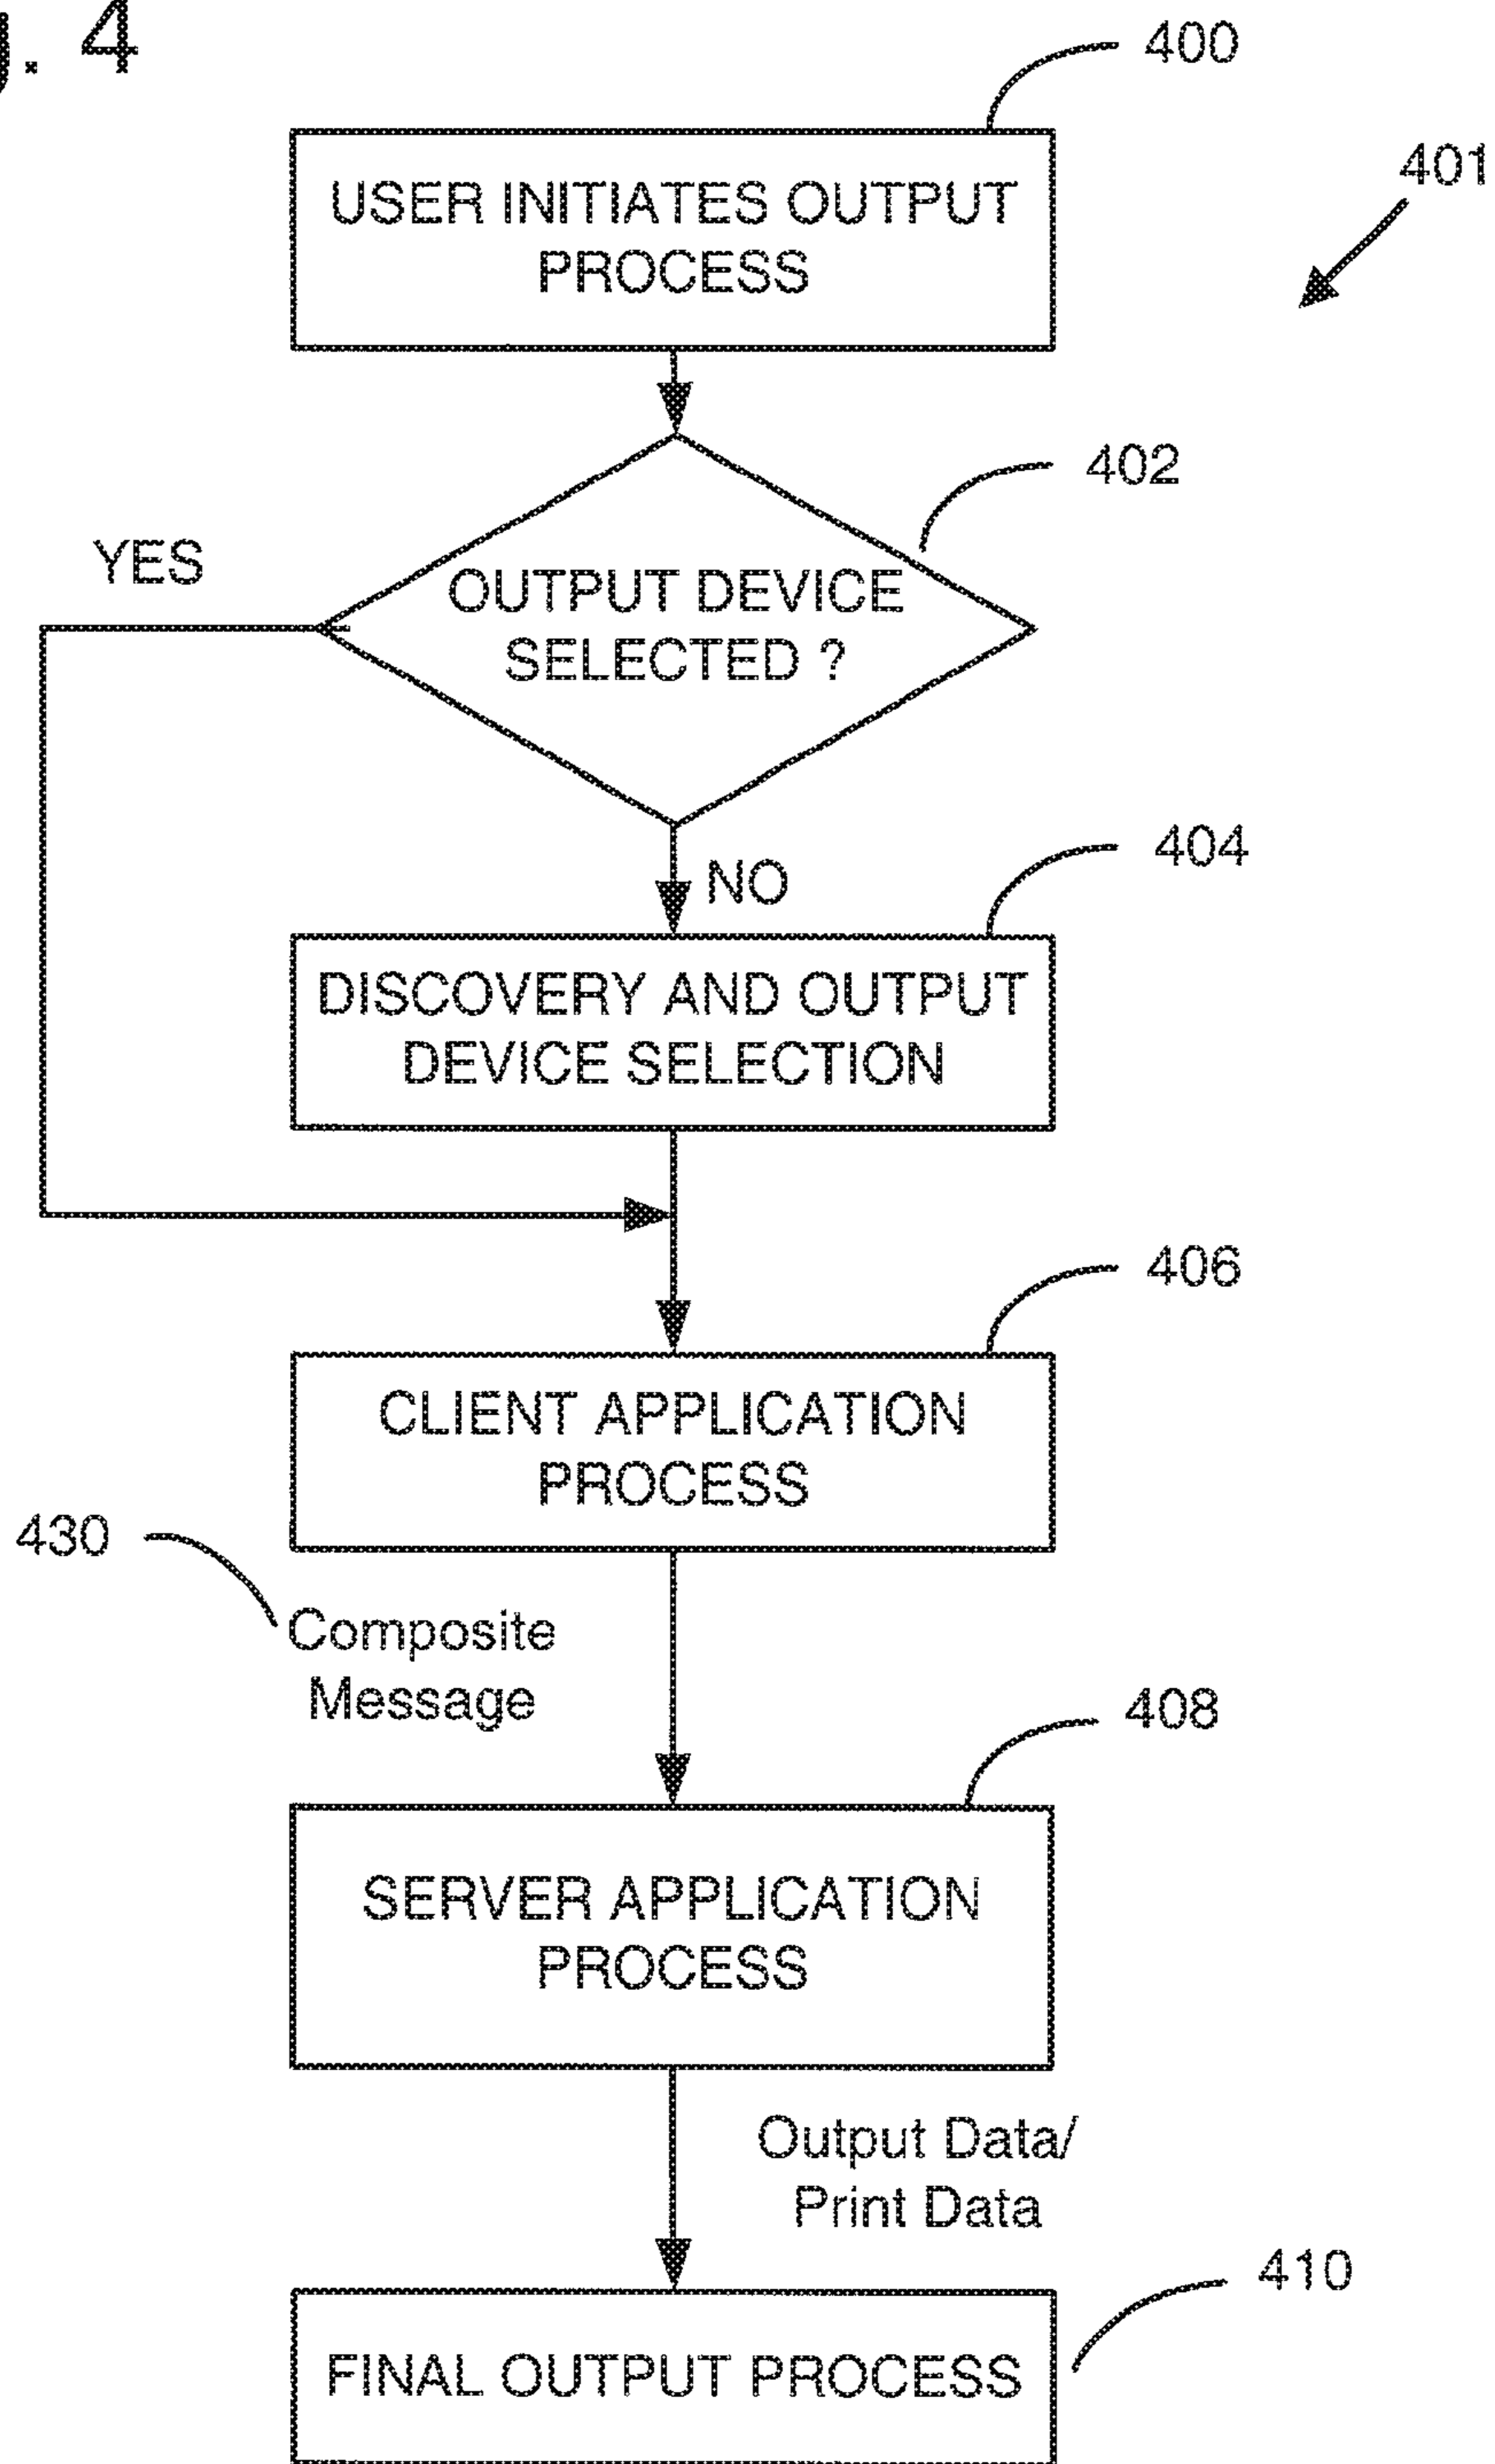 . 4
400
401
USER INITIATES OUTPUT
PROCESS
402
YES
OUTPUT DEVICE
SELECTED ?
NO
404
DISCOVERY AND OUTPUT
DEVICE SELECTION
406
CLIENT APPLICATION
PROCESS
430
Composite
Message
408
SERVER APPLICATION
PROCESS
Output Data/
Print Data
410
FINAL OUTPUT PROCESS